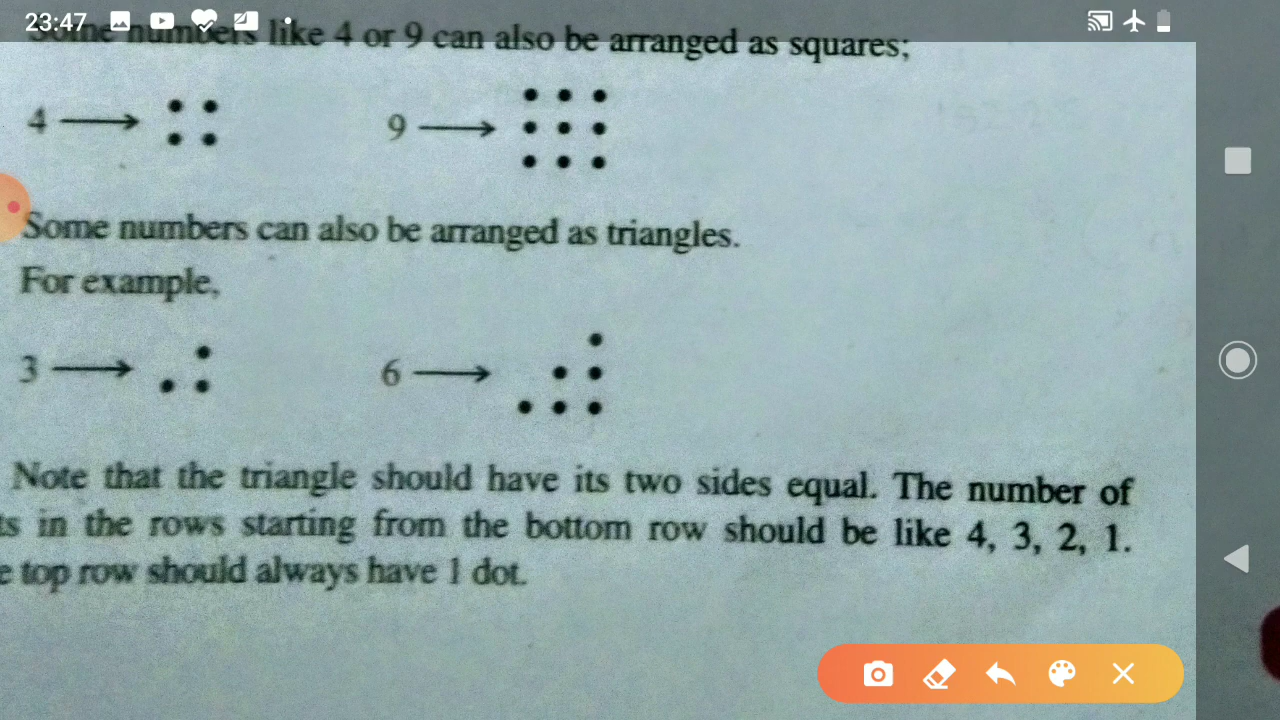 23:47
Some numbers like 4 or 9 can also be arranged as squares;
4 → 9 →
Some numbers can also be arranged as triangles.
For example,
3 → 6 →
Note that the triangle should have its two sides equal. The number of
ts in the rows starting from the bottom row should be like 4, 3, 2, 1.
e top row should always have 1 dot.